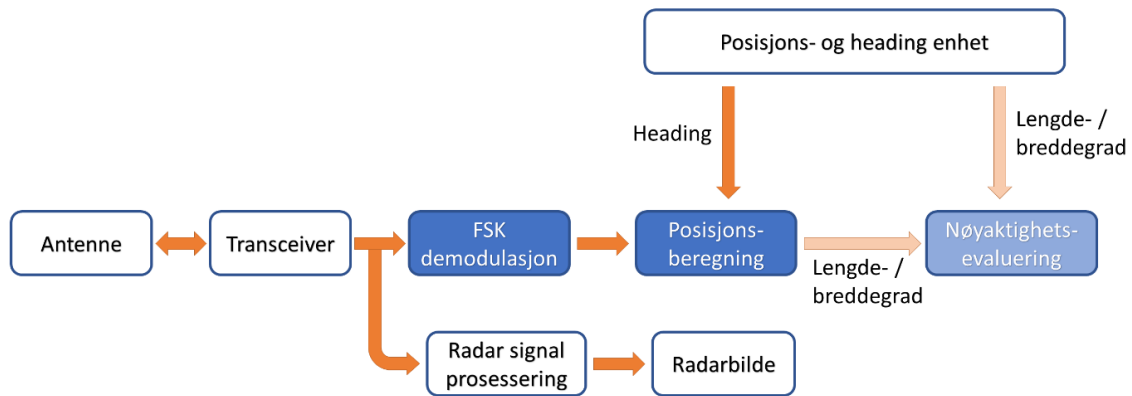 Posisjons- og heading enhet
Heading
Lengde- /
breddegrad
Antenne
Transceiver
FSK
demodulasjon
Posisjons-
beregning
Lengde- /
breddegrad
Nøyaktighets-
evaluering
Radar signal
prosessering
Radarbilde